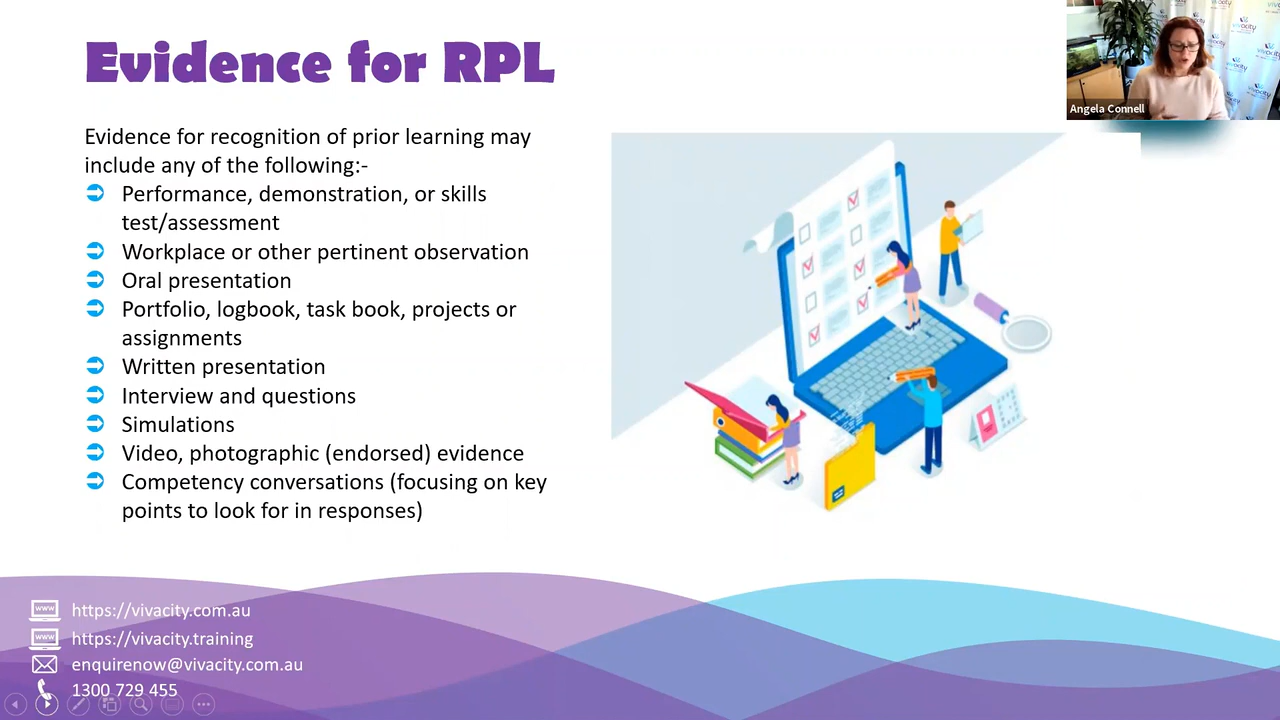 Evidence for RPL
Angela Connell
Evidence for recognition of prior learning may
include any of the following:-
Performance, demonstration, or skills
test/assessment
Workplace or other pertinent observation
Oral presentation
Portfolio, logbook, task book, projects or
assignments
Written presentation
Interview and questions
Simulations
Video, photographic (endorsed) evidence
Competency conversations (focusing on key
points to look for in responses)
www https://vivacity.com.au
www https://vivacity.training
enquirenow@vivacity.com.au
1300 729 455